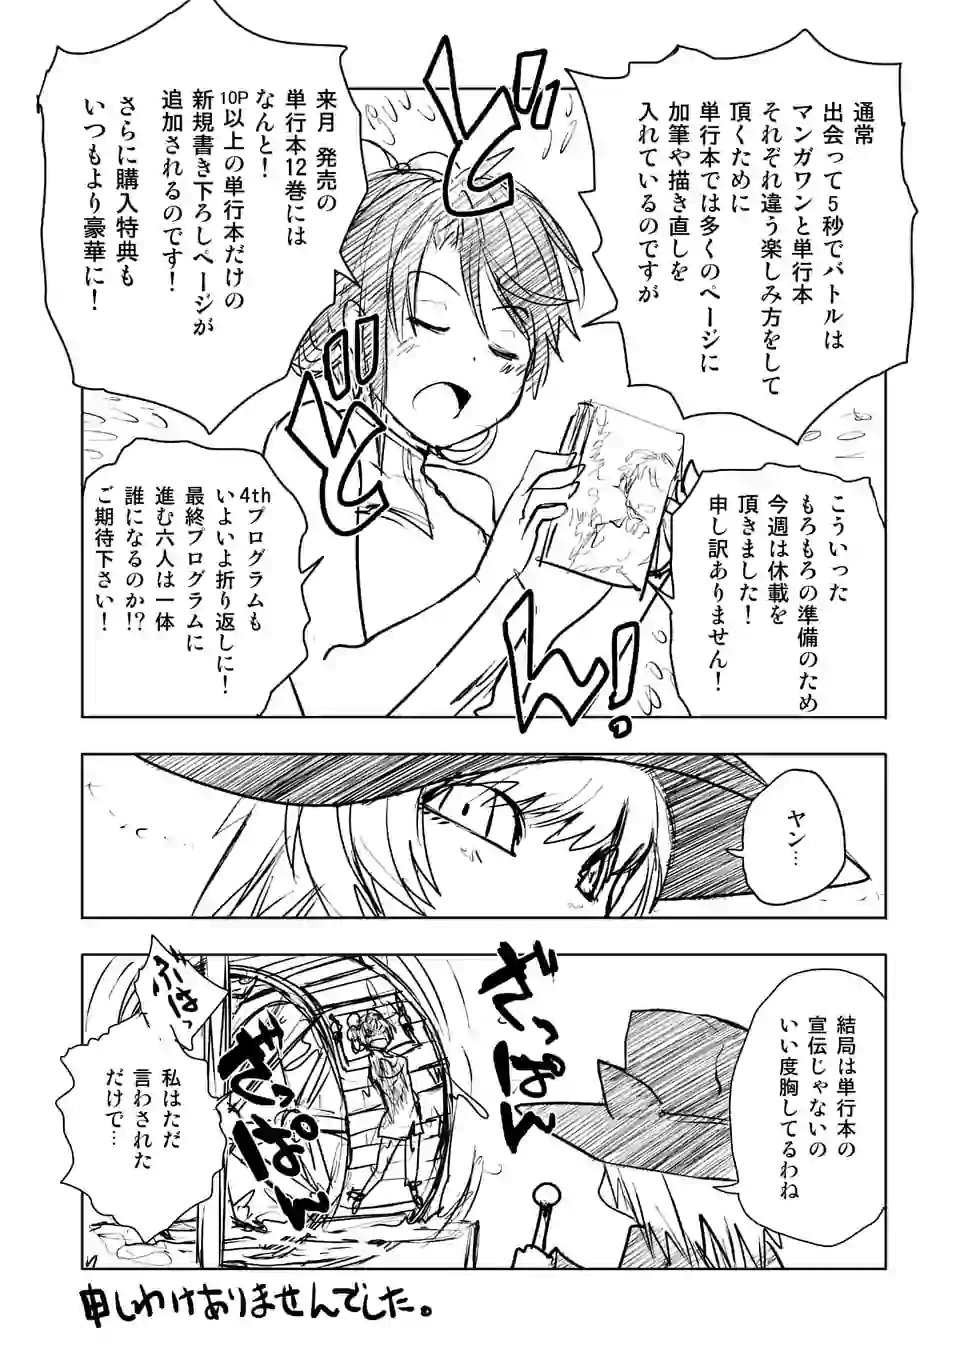 通常
出会って5秒でバトルは
マンガワンと単行本
それぞれ違う楽しみ方をして
頂くために
単行本では多くのページに
加筆や描き直しを
入れているのですが
来月 発売の
単行本12巻には
なんと！
10P以上の単行本だけの
新規書き下ろしページが
追加されるのです！
さらに購入特典も
いつもより豪華に！
こういった
もろもろの準備のため
今週は休載を
頂きました！
申し訳ありません！
4thプログラムも
いよいよ折り返しに！
最終プログラムに
進む六人は一体
誰になるのか!?
ご期待下さい！
どどん！
ヤン…
結局は単行本の
宣伝じゃないの
いい度胸してるわね
ざっぱん
ざっぱん
ぶはっ
私はただ
言わされた
だけで…
申しわけありませんでした。